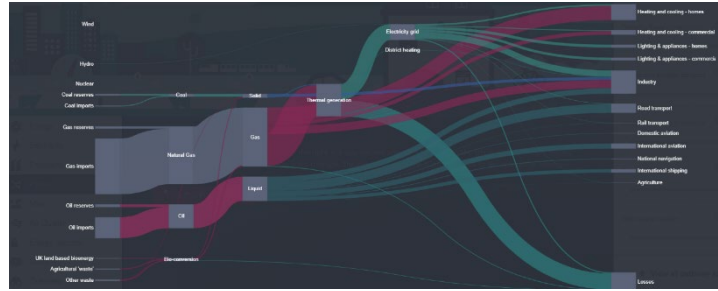 Wind
Hydro
Nuclear
Coal reserves
Coal imports
Gas reserves
Gas imports
Oil reserves
Oil imports
UK land based bioenergy
Agricultural 'waste'
Other waste
Coal
Natural Gas
Oil
Bio-conversion
Solid
Gas
Liquid
Thermal generation
Electricity grid
District heating
Heating and cooling - homes
Heating and cooling - commercial
Lighting & appliances - homes
Lighting & appliances - commercial
Industry
Road transport
Rail transport
Domestic aviation
International aviation
National navigation
International shipping
Agriculture
Losses